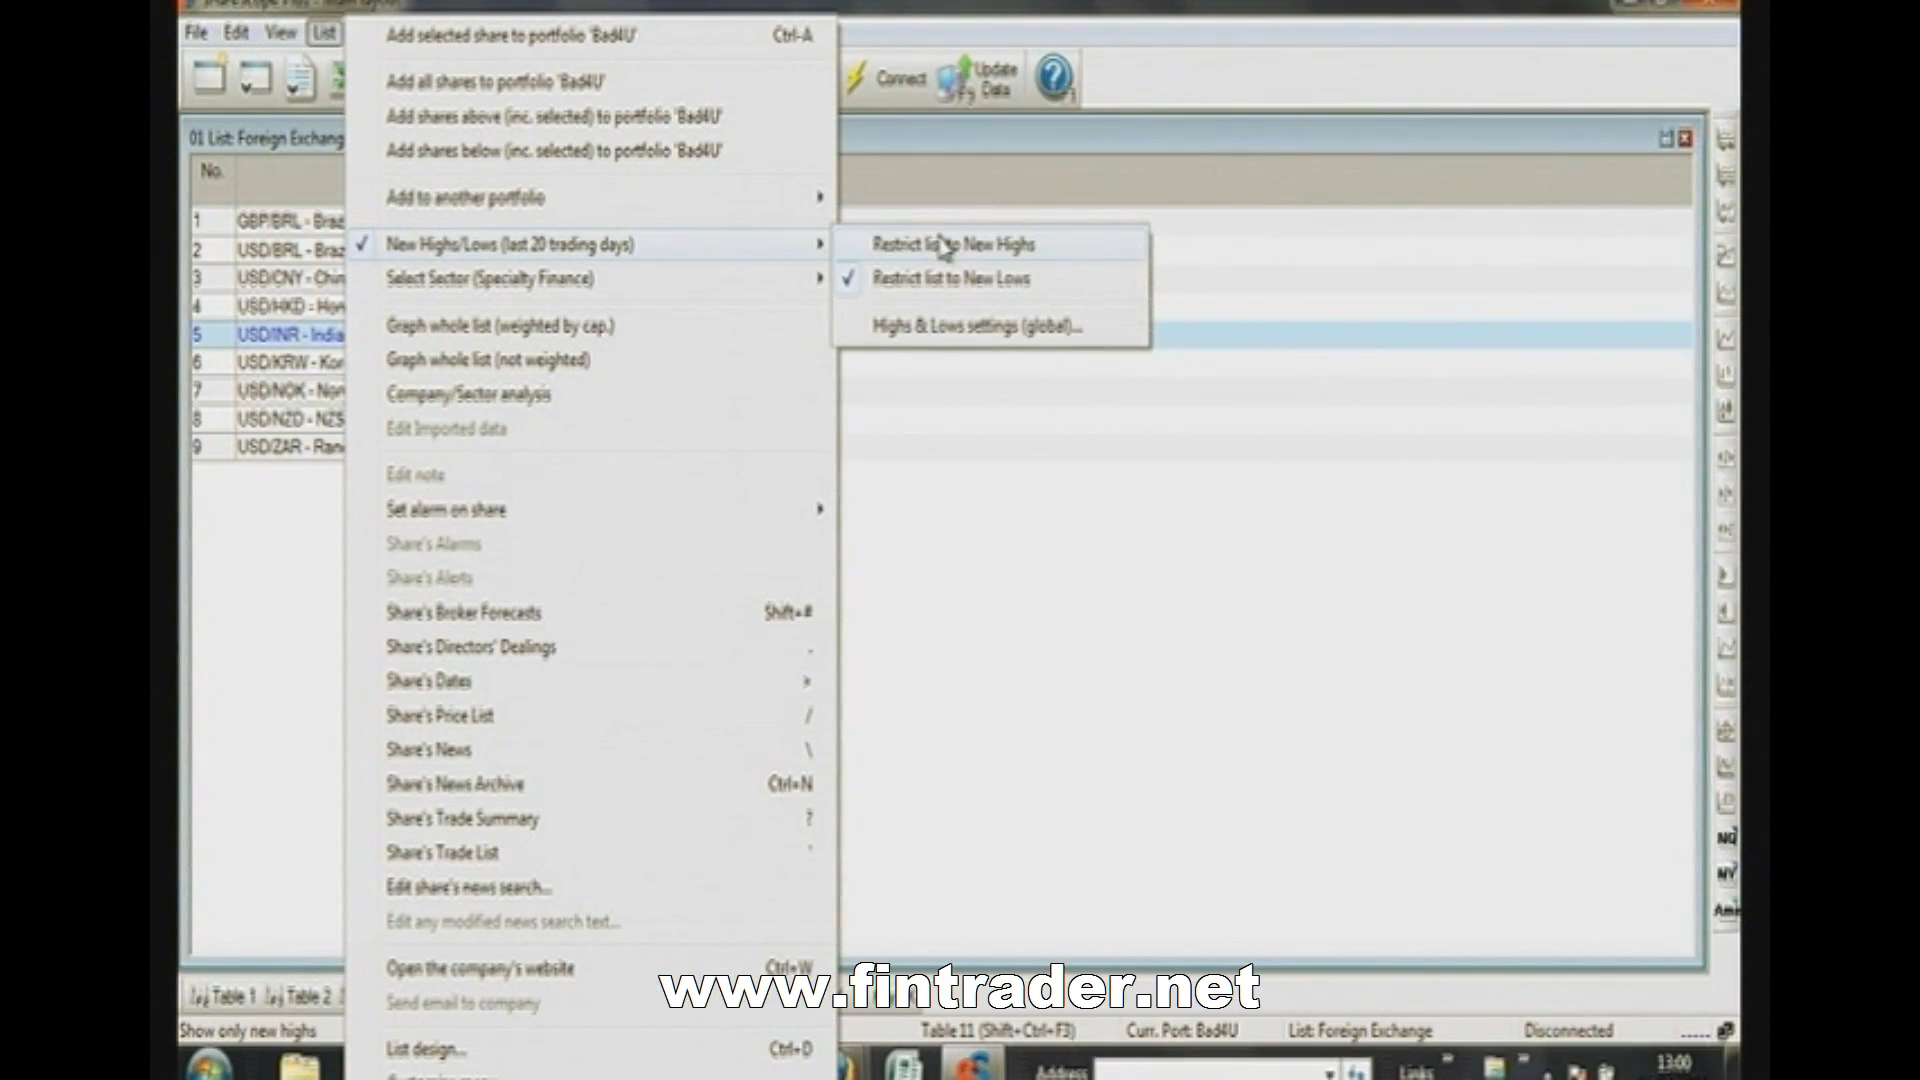 File Edit View List
Add selected share to portfolio 'Bad4U' Ctrl-A
Add all shares to portfolio 'Bad4U'
Add shares above (inc. selected) to portfolio 'Bad4U'
Add shares below (inc. selected) to portfolio 'Bad4U'
Add to another portfolio
New Highs/Lows (last 20 trading days)
Select Sector (Specialty Finance)
Graph whole list (weighted by cap.)
Graph whole list (not weighted)
Company/Sector analysis
Edit Imported data
Edit note
Set alarm on share
Share's Alarms
Share's Alerts
Share's Broker Forecasts Shift+#
Share's Directors' Dealings .
Share's Dates >
Share's Price List /
Share's News \
Share's News Archive Ctrl+N
Share's Trade Summary ?
Share's Trade List '
Edit share's news search...
Edit any modified news search text...
Open the company's website Ctrl+W
Send email to company
List design... Ctrl+D
Restrict list to New Highs
Restrict list to New Lows
Highs & Lows settings (global)...
Connect
Update
Data
01 List: Foreign Exchang
No.
1 GBP/BRL - Braz
2 USD/BRL - Braz
3 USD/CNY - Chin
4 USD/HKD - Hon
5 USD/INR - India
6 USD/KRW - Kor
7 USD/NOK - Nor
8 USD/NZD - NZ$
9 USD/ZAR - Ran
NQ
NY
Am
www.fintrader.net
Table 1 Table 2
Show only new highs
Table 11 (Shift+Ctrl+F3) Curr. Port: Bad4U List: Foreign Exchange Disconnected
Address Links 13:00